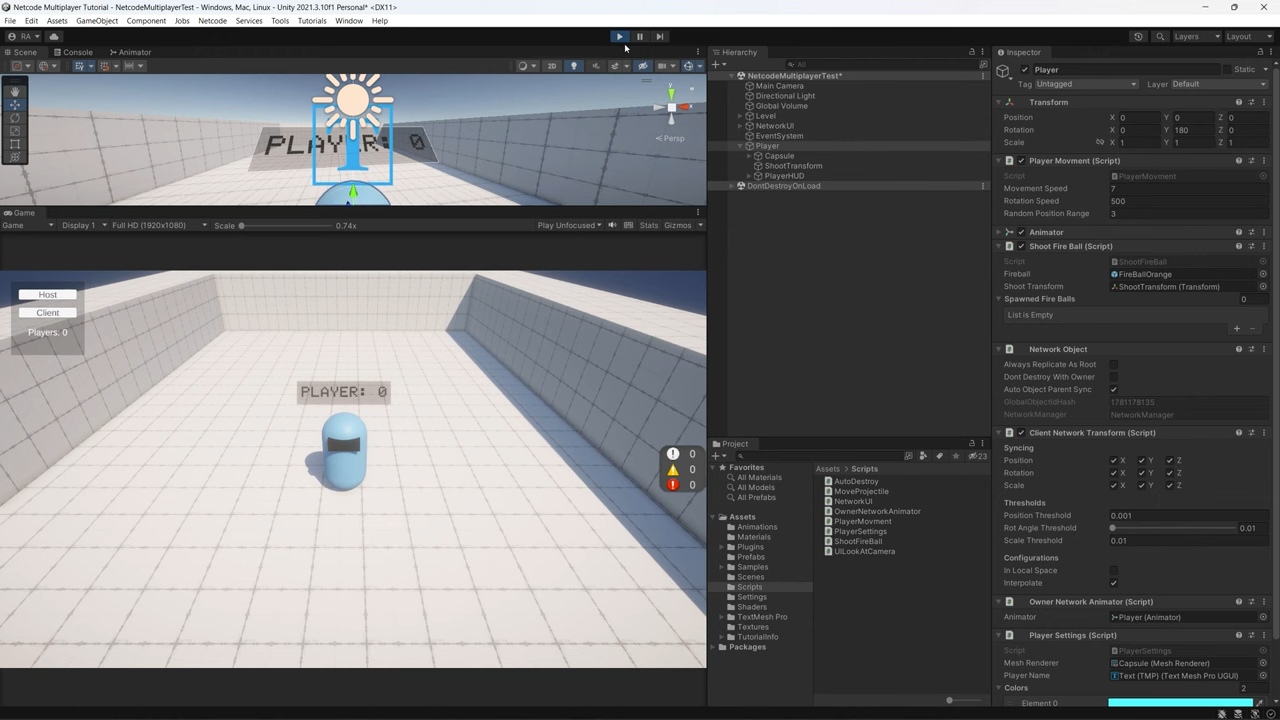 Netcode Multiplayer Tutorial - NetcodeMultiplayerTest - Windows, Mac, Linux - Unity 2021.3.10f1 Personal* <DX11>
File Edit Assets GameObject Component Jobs Netcode Services Tools Tutorials Window Help
RA Layers Layout
Scene Console Animator
2D
Persp
PLAYER: 0
Game
Game Display 1 Full HD (1920x1080) Scale 0.74x Play Unfocused Stats Gizmos
Host
Client
Players: 0
PLAYER: 0
0
0
0
Hierarchy
All
NetcodeMultiplayerTest*
Main Camera
Directional Light
Global Volume
Level
NetworkUI
EventSystem
Player
Capsule
ShootTransform
PlayerHUD
DontDestroyOnLoad
Project
23
Favorites
All Materials
All Models
All Prefabs
Assets
Animations
Materials
Plugins
Prefabs
Samples
Scenes
Scripts
Settings
Shaders
TextMesh Pro
Textures
TutorialInfo
Packages
Assets Scripts
AutoDestroy
MoveProjectile
NetworkUI
OwnerNetworkAnimator
PlayerMovment
PlayerSettings
ShootFireBall
UILookAtCamera
Inspector
Player Static
Tag Untagged Layer Default
Transform
Position X 0 Y 0 Z 0
Rotation X 0 Y 180 Z 0
Scale X 1 Y 1 Z 1
Player Movment (Script)
Script PlayerMovment
Movement Speed 7
Rotation Speed 500
Random Position Range 3
Animator
Shoot Fire Ball (Script)
Script ShootFireBall
Fireball FireBallOrange
Shoot Transform ShootTransform (Transform)
Spawned Fire Balls 0
List is Empty
Network Object
Always Replicate As Root
Dont Destroy With Owner
Auto Object Parent Sync
GlobalObjectIdHash 1781178135
NetworkManager NetworkManager
Client Network Transform (Script)
Syncing
Position X Y Z
Rotation X Y Z
Scale X Y Z
Thresholds
Position Threshold 0.001
Rot Angle Threshold 0.01
Scale Threshold 0.01
Configurations
In Local Space
Interpolate
Owner Network Animator (Script)
Animator Player (Animator)
Player Settings (Script)
Script PlayerSettings
Mesh Renderer Capsule (Mesh Renderer)
Player Name Text (TMP) (Text Mesh Pro UGUI)
Colors 2
Element 0